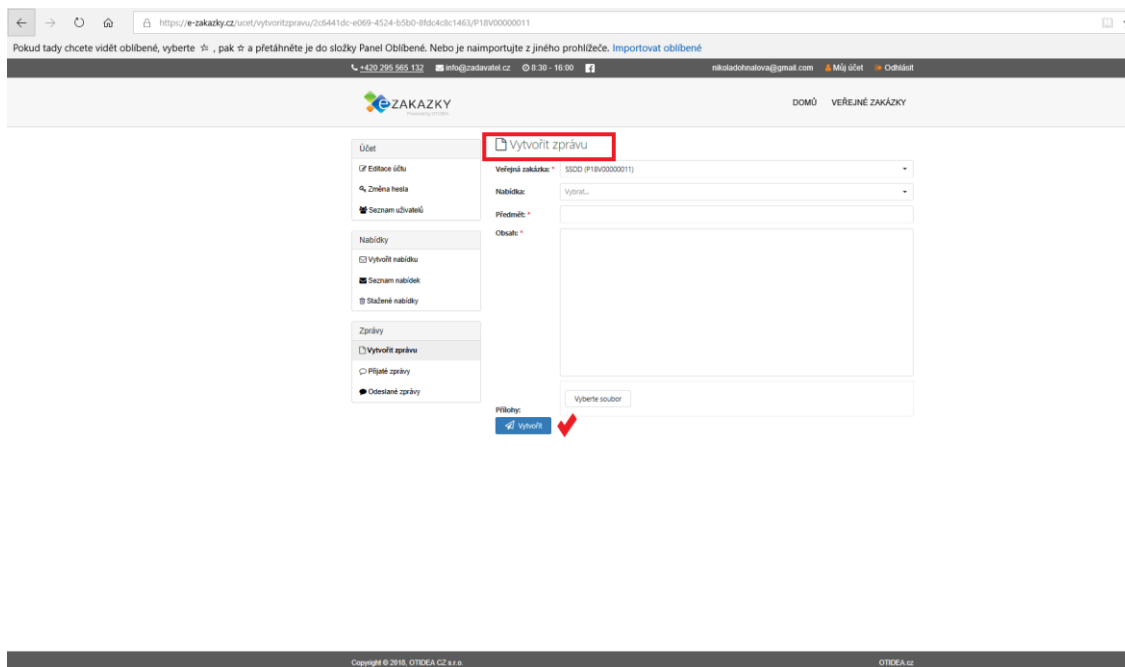 https://e-zakazky.cz/ucet/vytvoritzpravu/2c6441dc-e069-4524-b5b0-8fdc4c8c1463/P18V00000011
Pokud tady chcete vidět oblíbené, vyberte , pak a přetáhněte je do složky Panel Oblíbené. Nebo je naimportujte z jiného prohlížeče. Importovat oblíbené
+420 295 565 132 info@zadavatel.cz 8:30 - 16:00 nikoladohnalova@gmail.com Můj účet Odhlásit
eZAKAZKY
Powered by OTIDEA
DOMŮ VEŘEJNÉ ZAKÁZKY
Účet
Editace účtu
Změna hesla
Seznam uživatelů
Nabídky
Vytvořit nabídku
Seznam nabídek
Stažené nabídky
Zprávy
Vytvořit zprávu
Přijaté zprávy
Odeslané zprávy
Vytvořit zprávu
Veřejná zakázka: * SSDD (P18V00000011)
Nabídka: Vybrat...
Předmět: *
Obsah: *
Přílohy: Vyberte soubor
Vytvořit
Copyright © 2018, OTIDEA CZ s.r.o. OTIDEA.cz